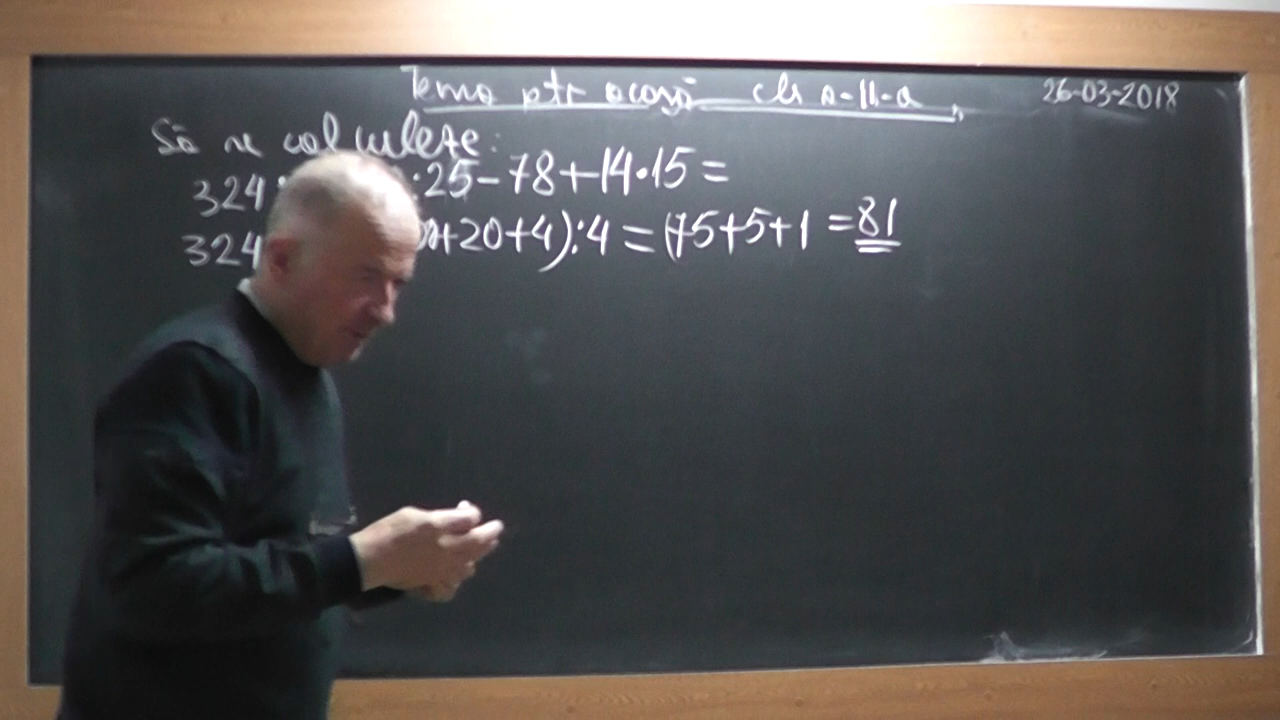 Tema ptr acasă cls a-II-a 26-03-2018
Să se calculeze:
324 ·25-78+14·15=
324 +20+4):4=(75+5+1=81